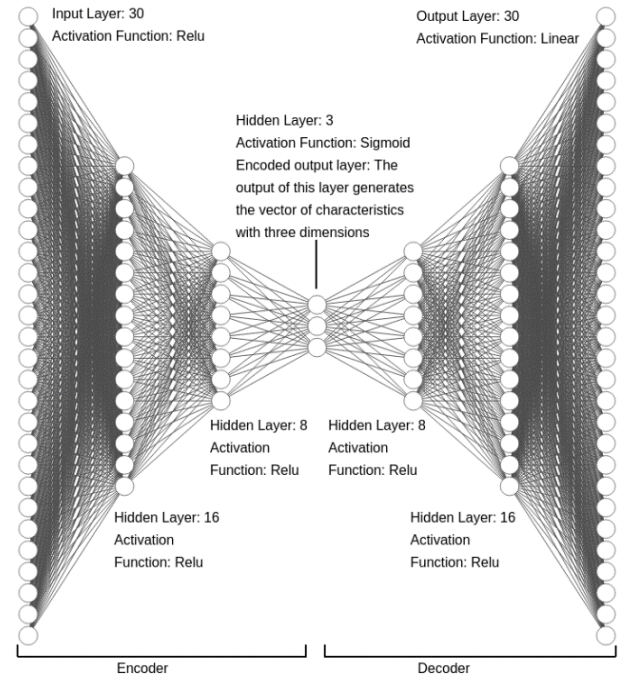 Input Layer: 30
Activation Function: Relu
Output Layer: 30
Activation Function: Linear
Hidden Layer: 3
Activation Function: Sigmoid
Encoded output layer: The
output of this layer generates
the vector of characteristics
with three dimensions
Hidden Layer: 8
Activation
Function: Relu
Hidden Layer: 8
Activation
Function: Relu
Hidden Layer: 16
Activation
Function: Relu
Hidden Layer: 16
Activation
Function: Relu
Encoder
Decoder